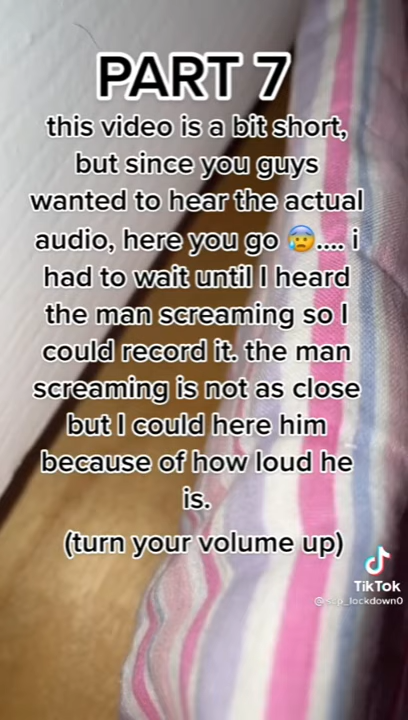 PART 7
this video is a bit short,
but since you guys
wanted to hear the actual
audio, here you go 😰.... i
had to wait until I heard
the man screaming so I
could record it. the man
screaming is not as close
but I could here him
because of how loud he
is.
(turn your volume up)
TikTok
@scp_lockdown0